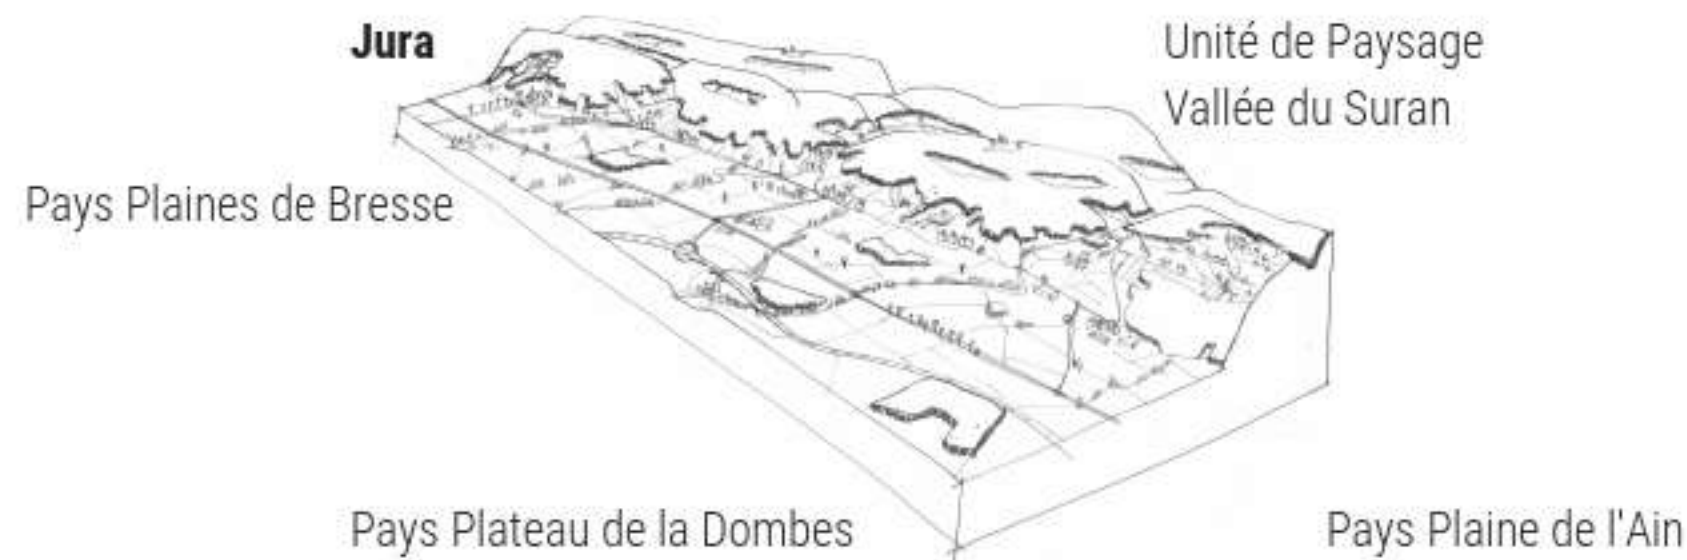 Jura
Unité de Paysage
Vallée du Suran
Pays Plaines de Bresse
Pays Plateau de la Dombes
Pays Plaine de l'Ain